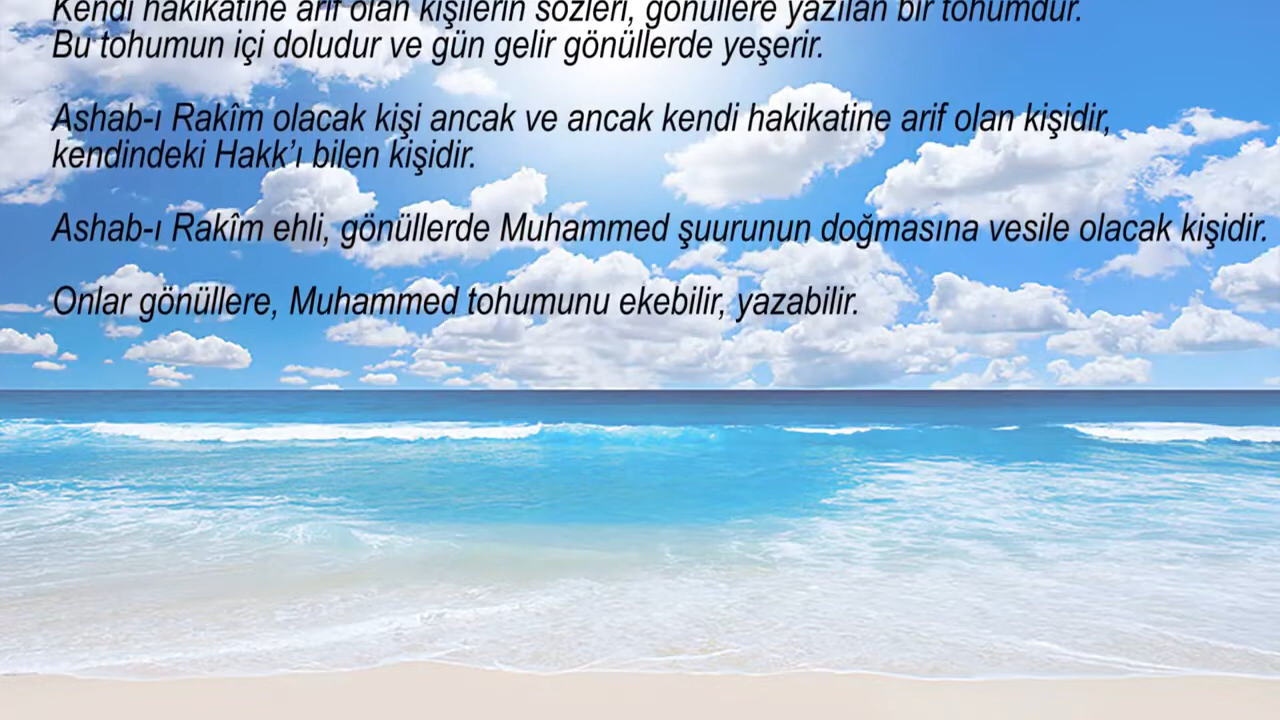 Kendi hakikatine arif olan kişilerin sözleri, gönüllere yazılan bir tohumdur.
Bu tohumun içi doludur ve gün gelir gönüllerde yeşerir.
Ashab-ı Rakîm olacak kişi ancak ve ancak kendi hakikatine arif olan kişidir,
kendindeki Hakk’ı bilen kişidir.
Ashab-ı Rakîm ehli, gönüllerde Muhammed şuurunun doğmasına vesile olacak kişidir.
Onlar gönüllere, Muhammed tohumunu ekebilir, yazabilir.